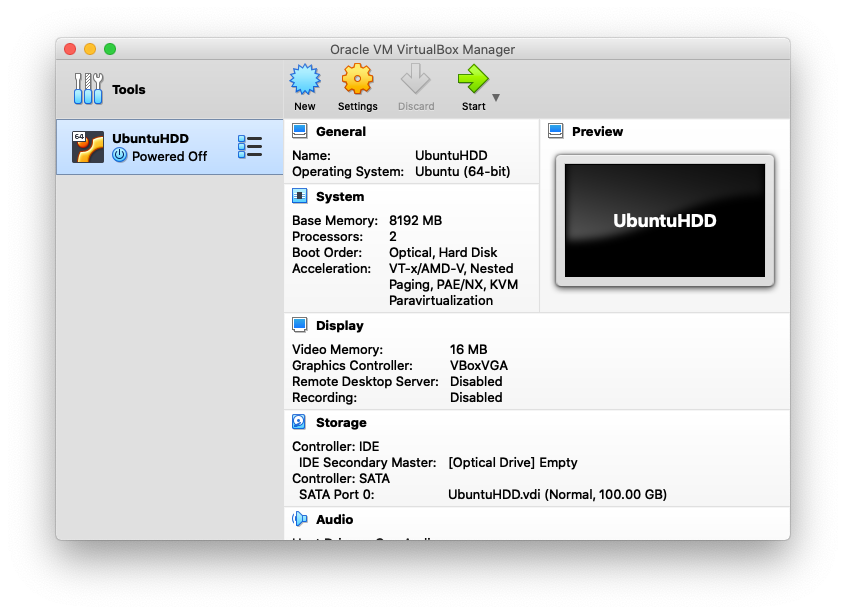 Oracle VM VirtualBox Manager
Tools
New
Settings
Discard
Start
64
UbuntuHDD
Powered Off
General
Name: UbuntuHDD
Operating System: Ubuntu (64-bit)
Preview
UbuntuHDD
System
Base Memory: 8192 MB
Processors: 2
Boot Order: Optical, Hard Disk
Acceleration: VT-x/AMD-V, Nested
Paging, PAE/NX, KVM
Paravirtualization
Display
Video Memory: 16 MB
Graphics Controller: VBoxVGA
Remote Desktop Server: Disabled
Recording: Disabled
Storage
Controller: IDE
IDE Secondary Master: [Optical Drive] Empty
Controller: SATA
SATA Port 0: UbuntuHDD.vdi (Normal, 100.00 GB)
Audio